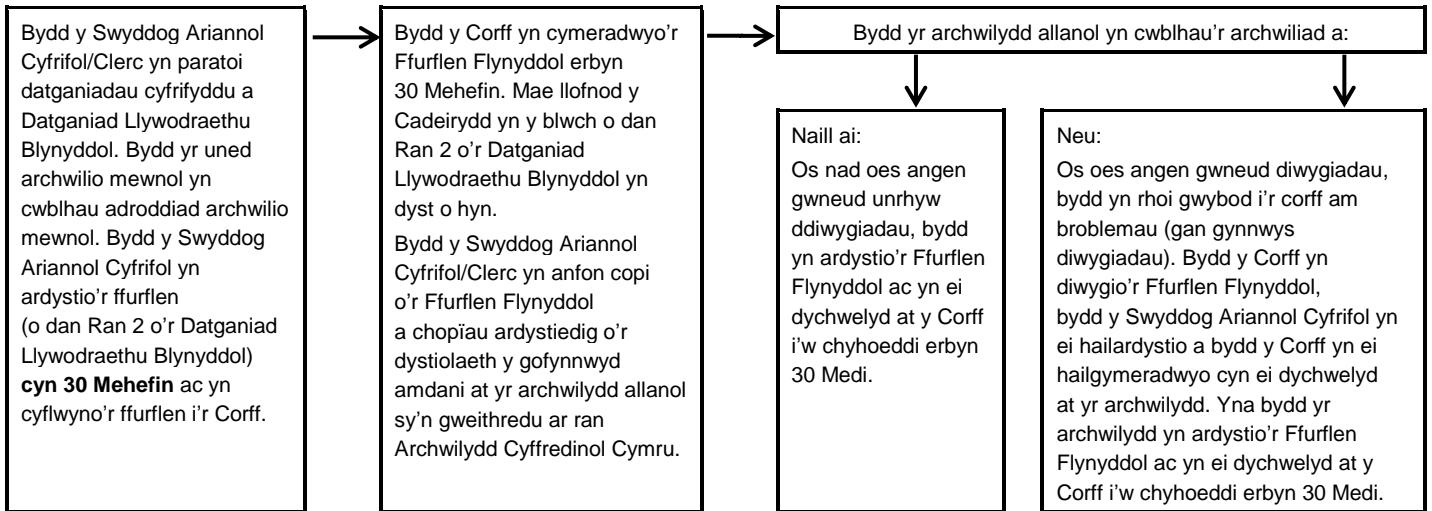 Bydd y Swyddog Ariannol
Cyfrifol/Clerc yn paratoi
datganiadau cyfrifyddu a
Datganiad Llywodraethu
Blynyddol. Bydd yr uned
archwilio mewnol yn
cwblhau adroddiad archwilio
mewnol. Bydd y Swyddog
Ariannol Cyfrifol yn
ardystio’r ffurflen
(o dan Ran 2 o’r Datganiad
Llywodraethu Blynyddol)
cyn 30 Mehefin ac yn
cyflwyno’r ffurflen i’r Corff.
Bydd y Corff yn cymeradwyo’r
Ffurflen Flynyddol erbyn
30 Mehefin. Mae llofnod y
Cadeirydd yn y blwch o dan
Ran 2 o’r Datganiad
Llywodraethu Blynyddol yn
dyst o hyn.
Bydd y Swyddog Ariannol
Cyfrifol/Clerc yn anfon copi
o’r Ffurflen Flynyddol
a chopïau ardystiedig o’r
dystiolaeth y gofynnwyd
amdani at yr archwilydd allanol
sy’n gweithredu ar ran
Archwilydd Cyffredinol Cymru.
Bydd yr archwilydd allanol yn cwblhau'r archwiliad a:
Naill ai:
Os nad oes angen
gwneud unrhyw
ddiwygiadau, bydd
yn ardystio’r Ffurflen
Flynyddol ac yn ei
dychwelyd at y Corff
i’w chyhoeddi erbyn
30 Medi.
Neu:
Os oes angen gwneud diwygiadau,
bydd yn rhoi gwybod i’r corff am
broblemau (gan gynnwys
diwygiadau). Bydd y Corff yn
diwygio’r Ffurflen Flynyddol,
bydd y Swyddog Ariannol Cyfrifol yn
ei hailardystio a bydd y Corff yn ei
hailgymeradwyo cyn ei dychwelyd
at yr archwilydd. Yna bydd yr
archwilydd yn ardystio’r Ffurflen
Flynyddol ac yn ei dychwelyd at y
Corff i’w chyhoeddi erbyn 30 Medi.